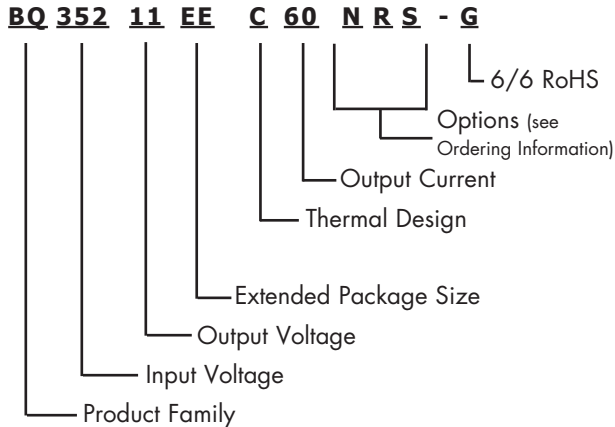 BQ 352 11 EE C 60 N R S - G
6/6 RoHS
Options (see
Ordering Information)
Output Current
Thermal Design
Extended Package Size
Output Voltage
Input Voltage
Product Family